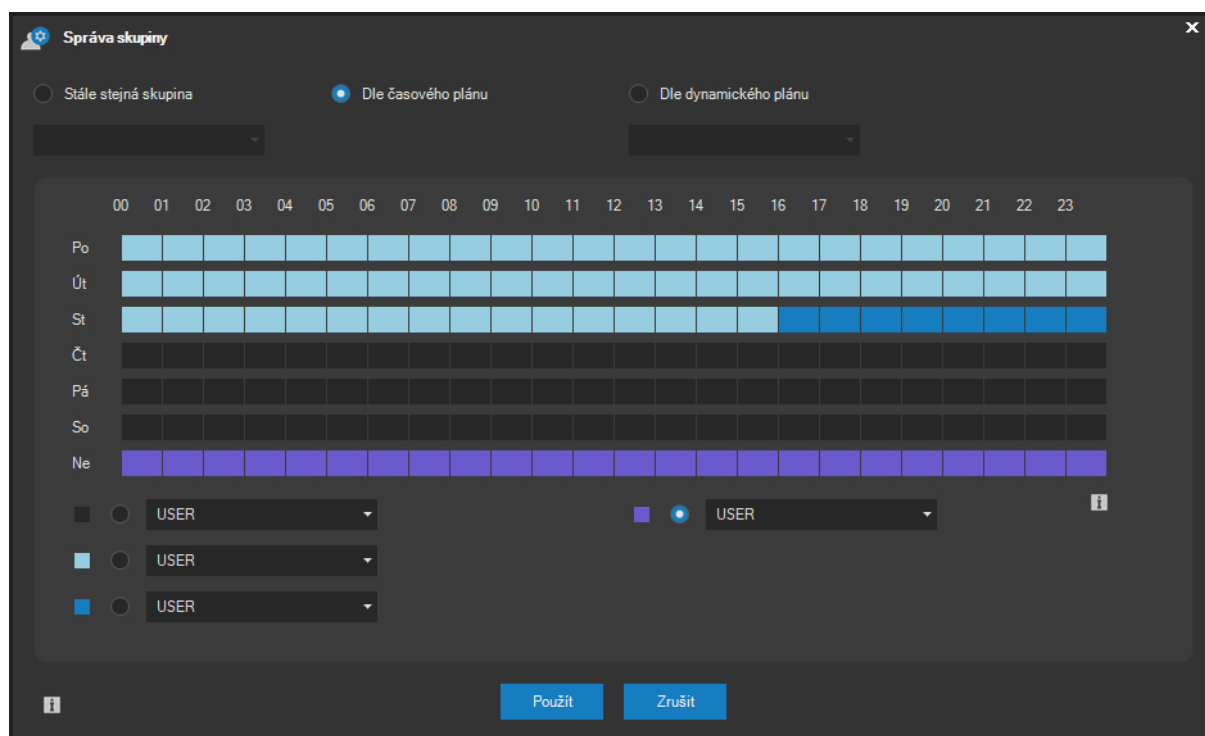 Správa skupiny
Stále stejná skupina Dle časového plánu Dle dynamického plánu
00 01 02 03 04 05 06 07 08 09 10 11 12 13 14 15 16 17 18 19 20 21 22 23
Po
Út
St
Čt
Pá
So
Ne
USER USER
USER
USER
Použít Zrušit